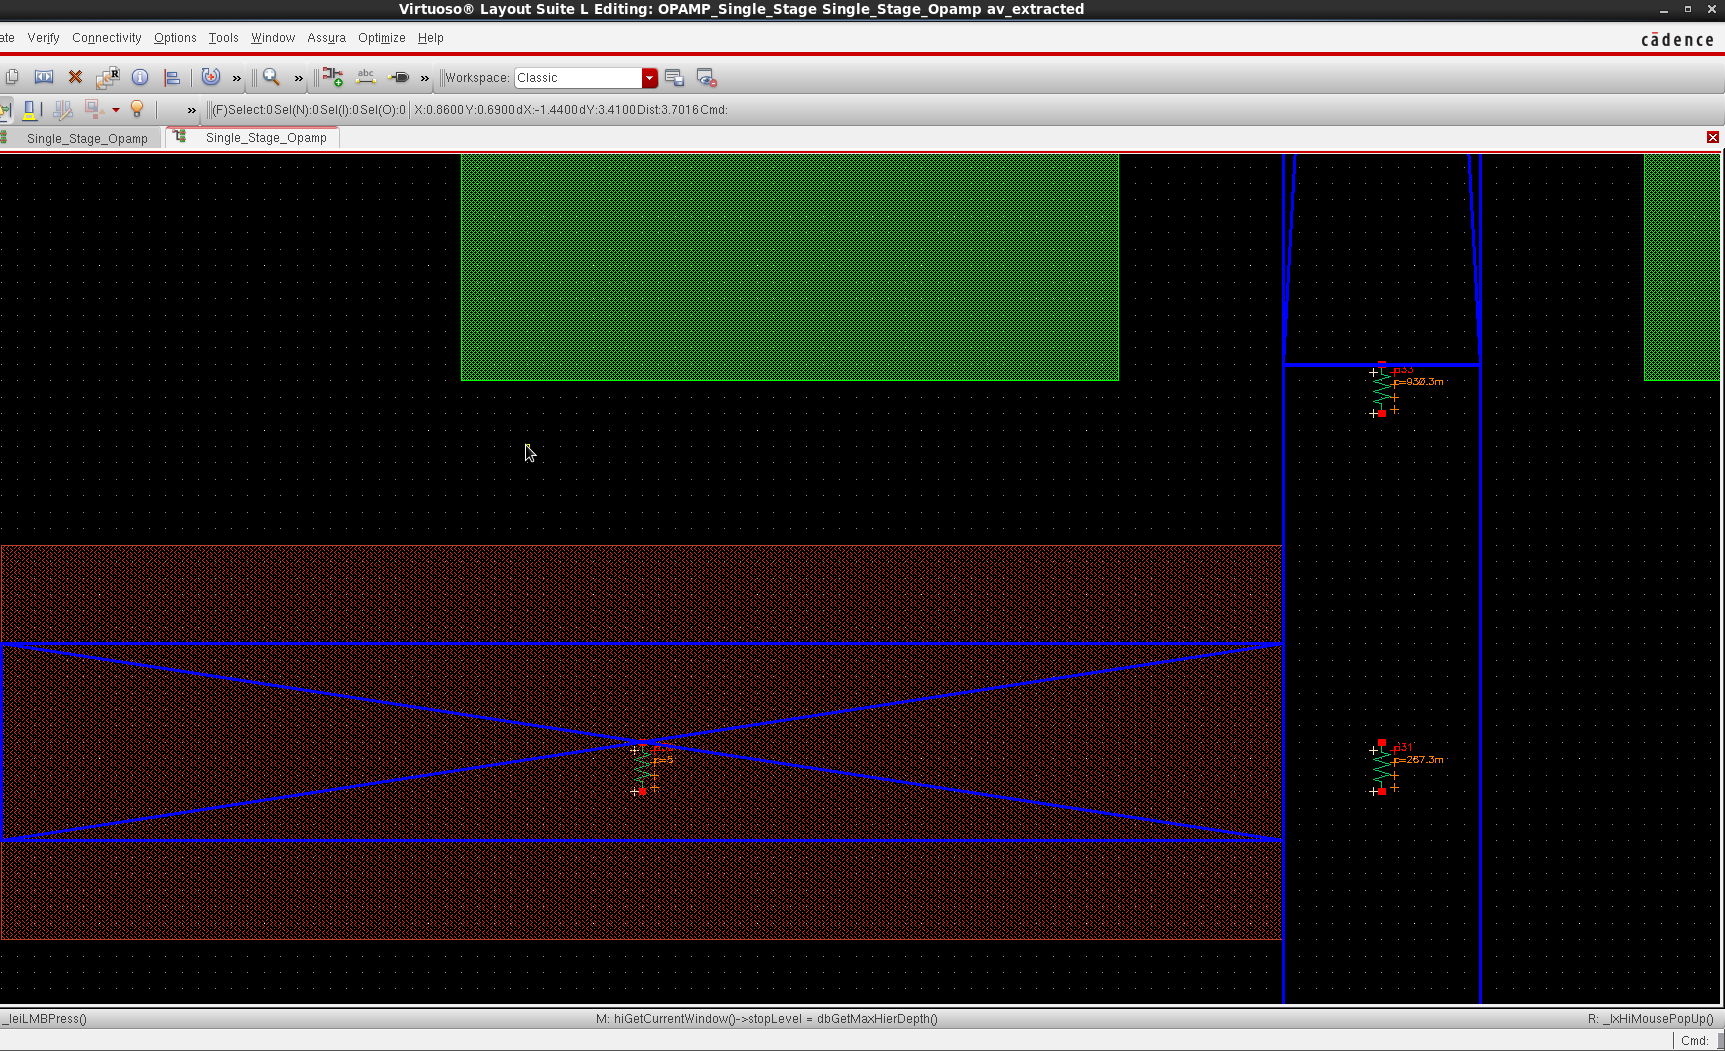 Virtuoso® Layout Suite L Editing: OPAMP_Single_Stage Single_Stage_Opamp av_extracted
ate Verify Connectivity Options Tools Window Window Assura Optimize Help
cādence
R abc Workspace: Classic
(F)Select:0 Sel(N):0 Sel(I):0 Sel(O):0 X:0.8600 Y:0.6900 dX:-1.4400 dY:3.4100 Dist:3.7016 Cmd:
Single_Stage_Opamp Single_Stage_Opamp
r=930.3m
r=5
r=267.3m
_leiLMBPress() M: hiGetCurrentWindow()->stopLevel = dbGetMaxHierDepth() R: _lxHiMousePopUp()
Cmd: